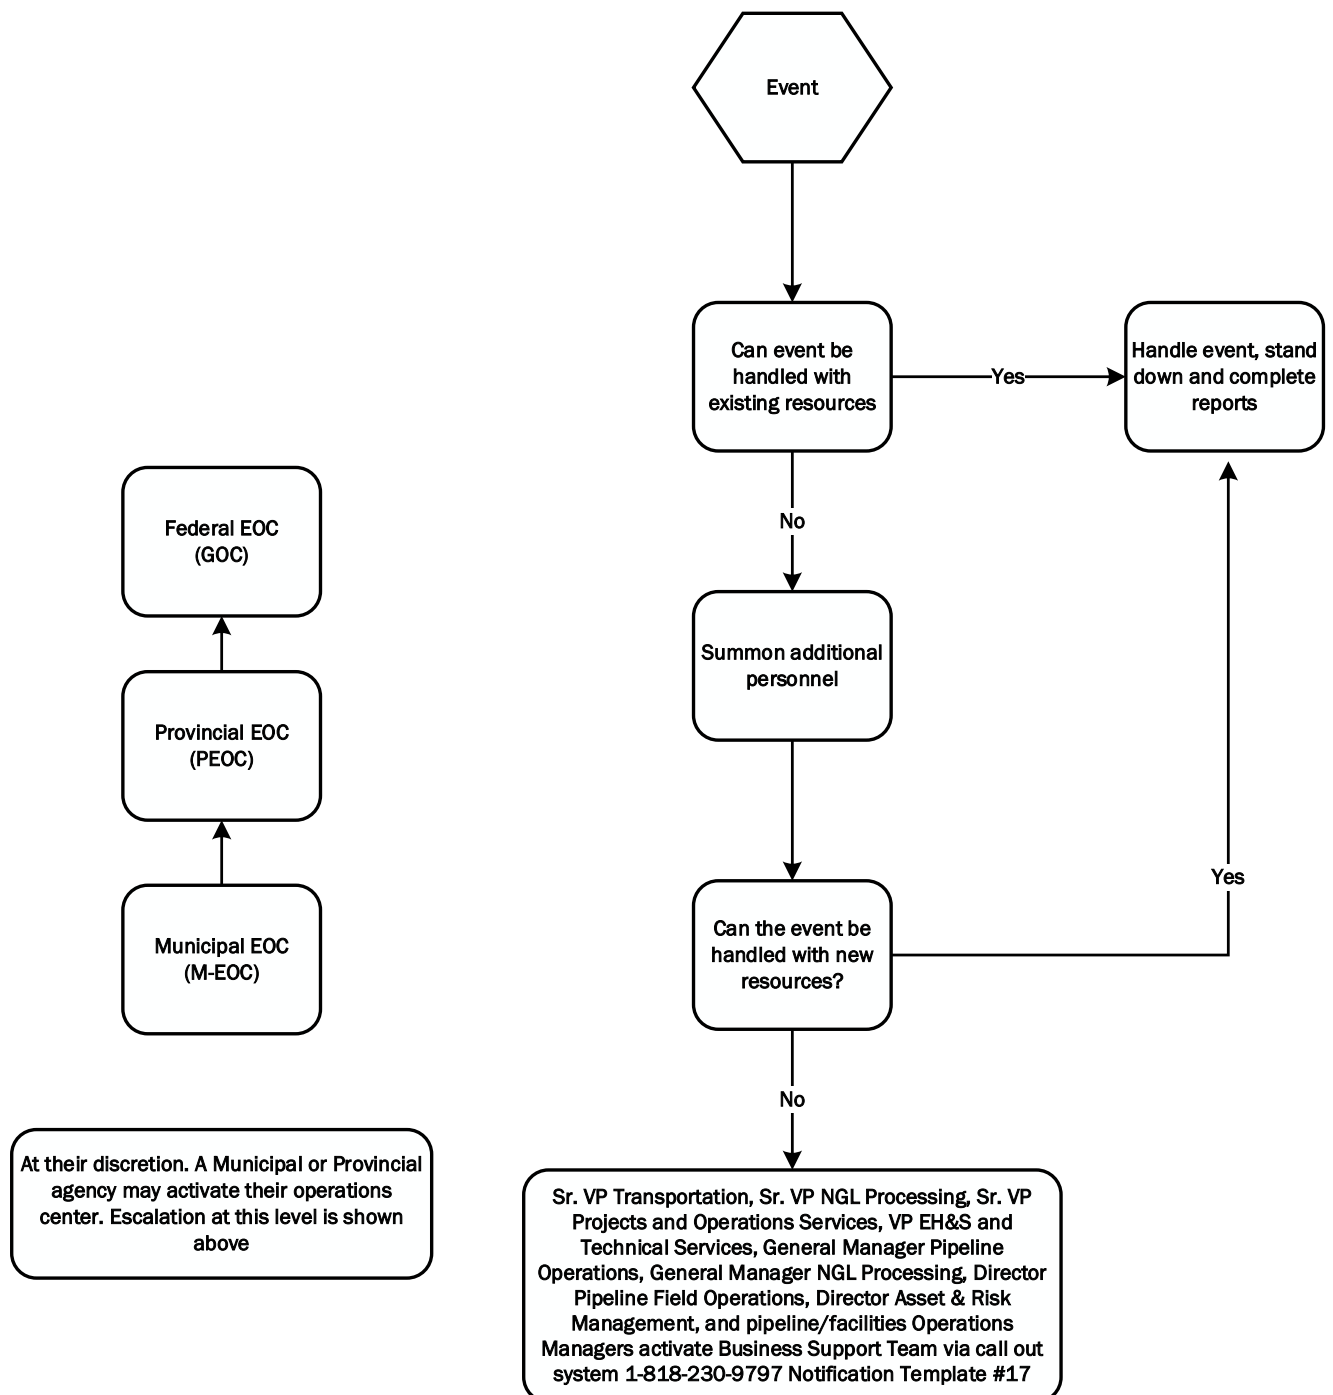 Event
Can event be
handled with
existing resources
Yes
Handle event, stand
down and complete
reports
No
Summon additional
personnel
Can the event be
handled with new
resources?
Yes
No
Sr. VP Transportation, Sr. VP NGL Processing, Sr. VP
Projects and Operations Services, VP EH&S and
Technical Services, General Manager Pipeline
Operations, General Manager NGL Processing, Director
Pipeline Field Operations, Director Asset & Risk
Management, and pipeline/facilities Operations
Managers activate Business Support Team via call out
system 1-818-230-9797 Notification Template #17
Federal EOC
(GOC)
Provincial EOC
(PEOC)
Municipal EOC
(M-EOC)
At their discretion. A Municipal or Provincial
agency may activate their operations
center. Escalation at this level is shown
above